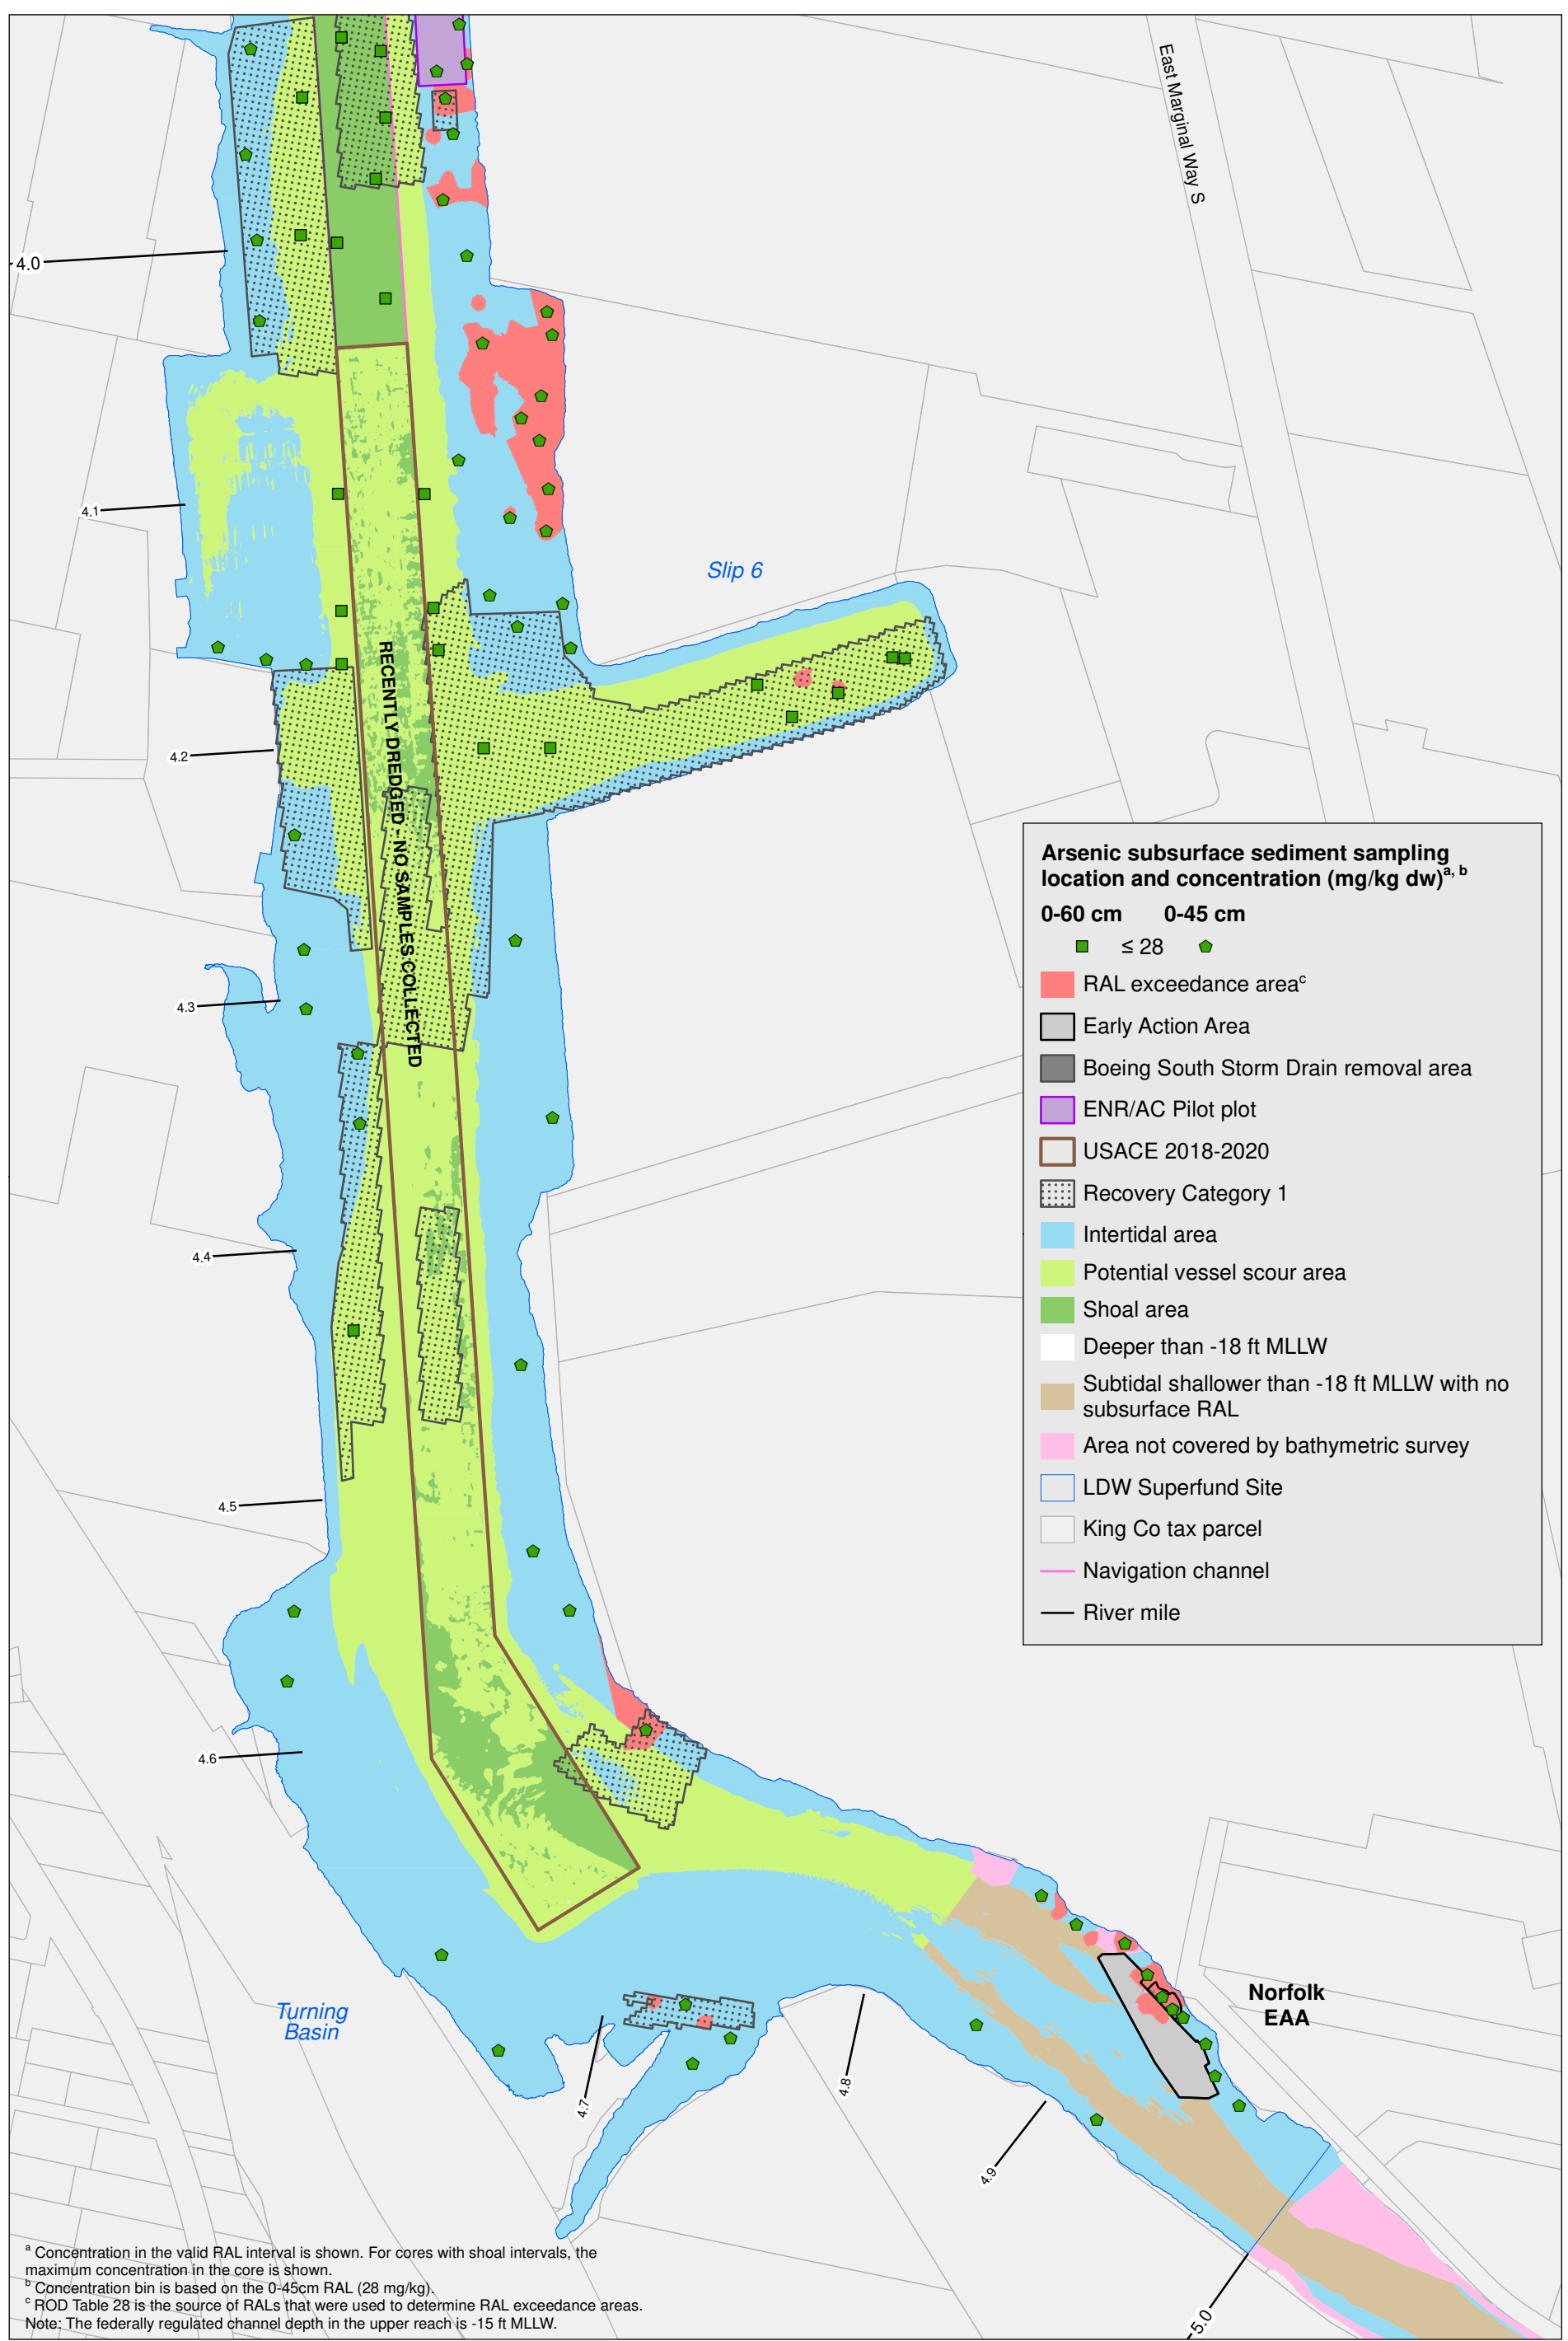 East Marginal Way S
4.0
4.1
Slip 6
RECENTLY DREDGED - NO SAMPLES COLLECTED
4.2
4.3
4.4
4.5
4.6
Arsenic subsurface sediment sampling
location and concentration (mg/kg dw)a, b
0-60 cm 0-45 cm
≤ 28
RAL exceedance areac
Early Action Area
Boeing South Storm Drain removal area
ENR/AC Pilot plot
USACE 2018-2020
Recovery Category 1
Intertidal area
Potential vessel scour area
Shoal area
Deeper than -18 ft MLLW
Subtidal shallower than -18 ft MLLW with no
subsurface RAL
Area not covered by bathymetric survey
LDW Superfund Site
King Co tax parcel
Navigation channel
River mile
Norfolk
EAA
Turning
Basin
4.7
4.8
4.9
5.0
a Concentration in the valid RAL interval is shown. For cores with shoal intervals, the
maximum concentration in the core is shown.
b Concentration bin is based on the 0-45cm RAL (28 mg/kg).
c ROD Table 28 is the source of RALs that were used to determine RAL exceedance areas.
Note: The federally regulated channel depth in the upper reach is -15 ft MLLW.